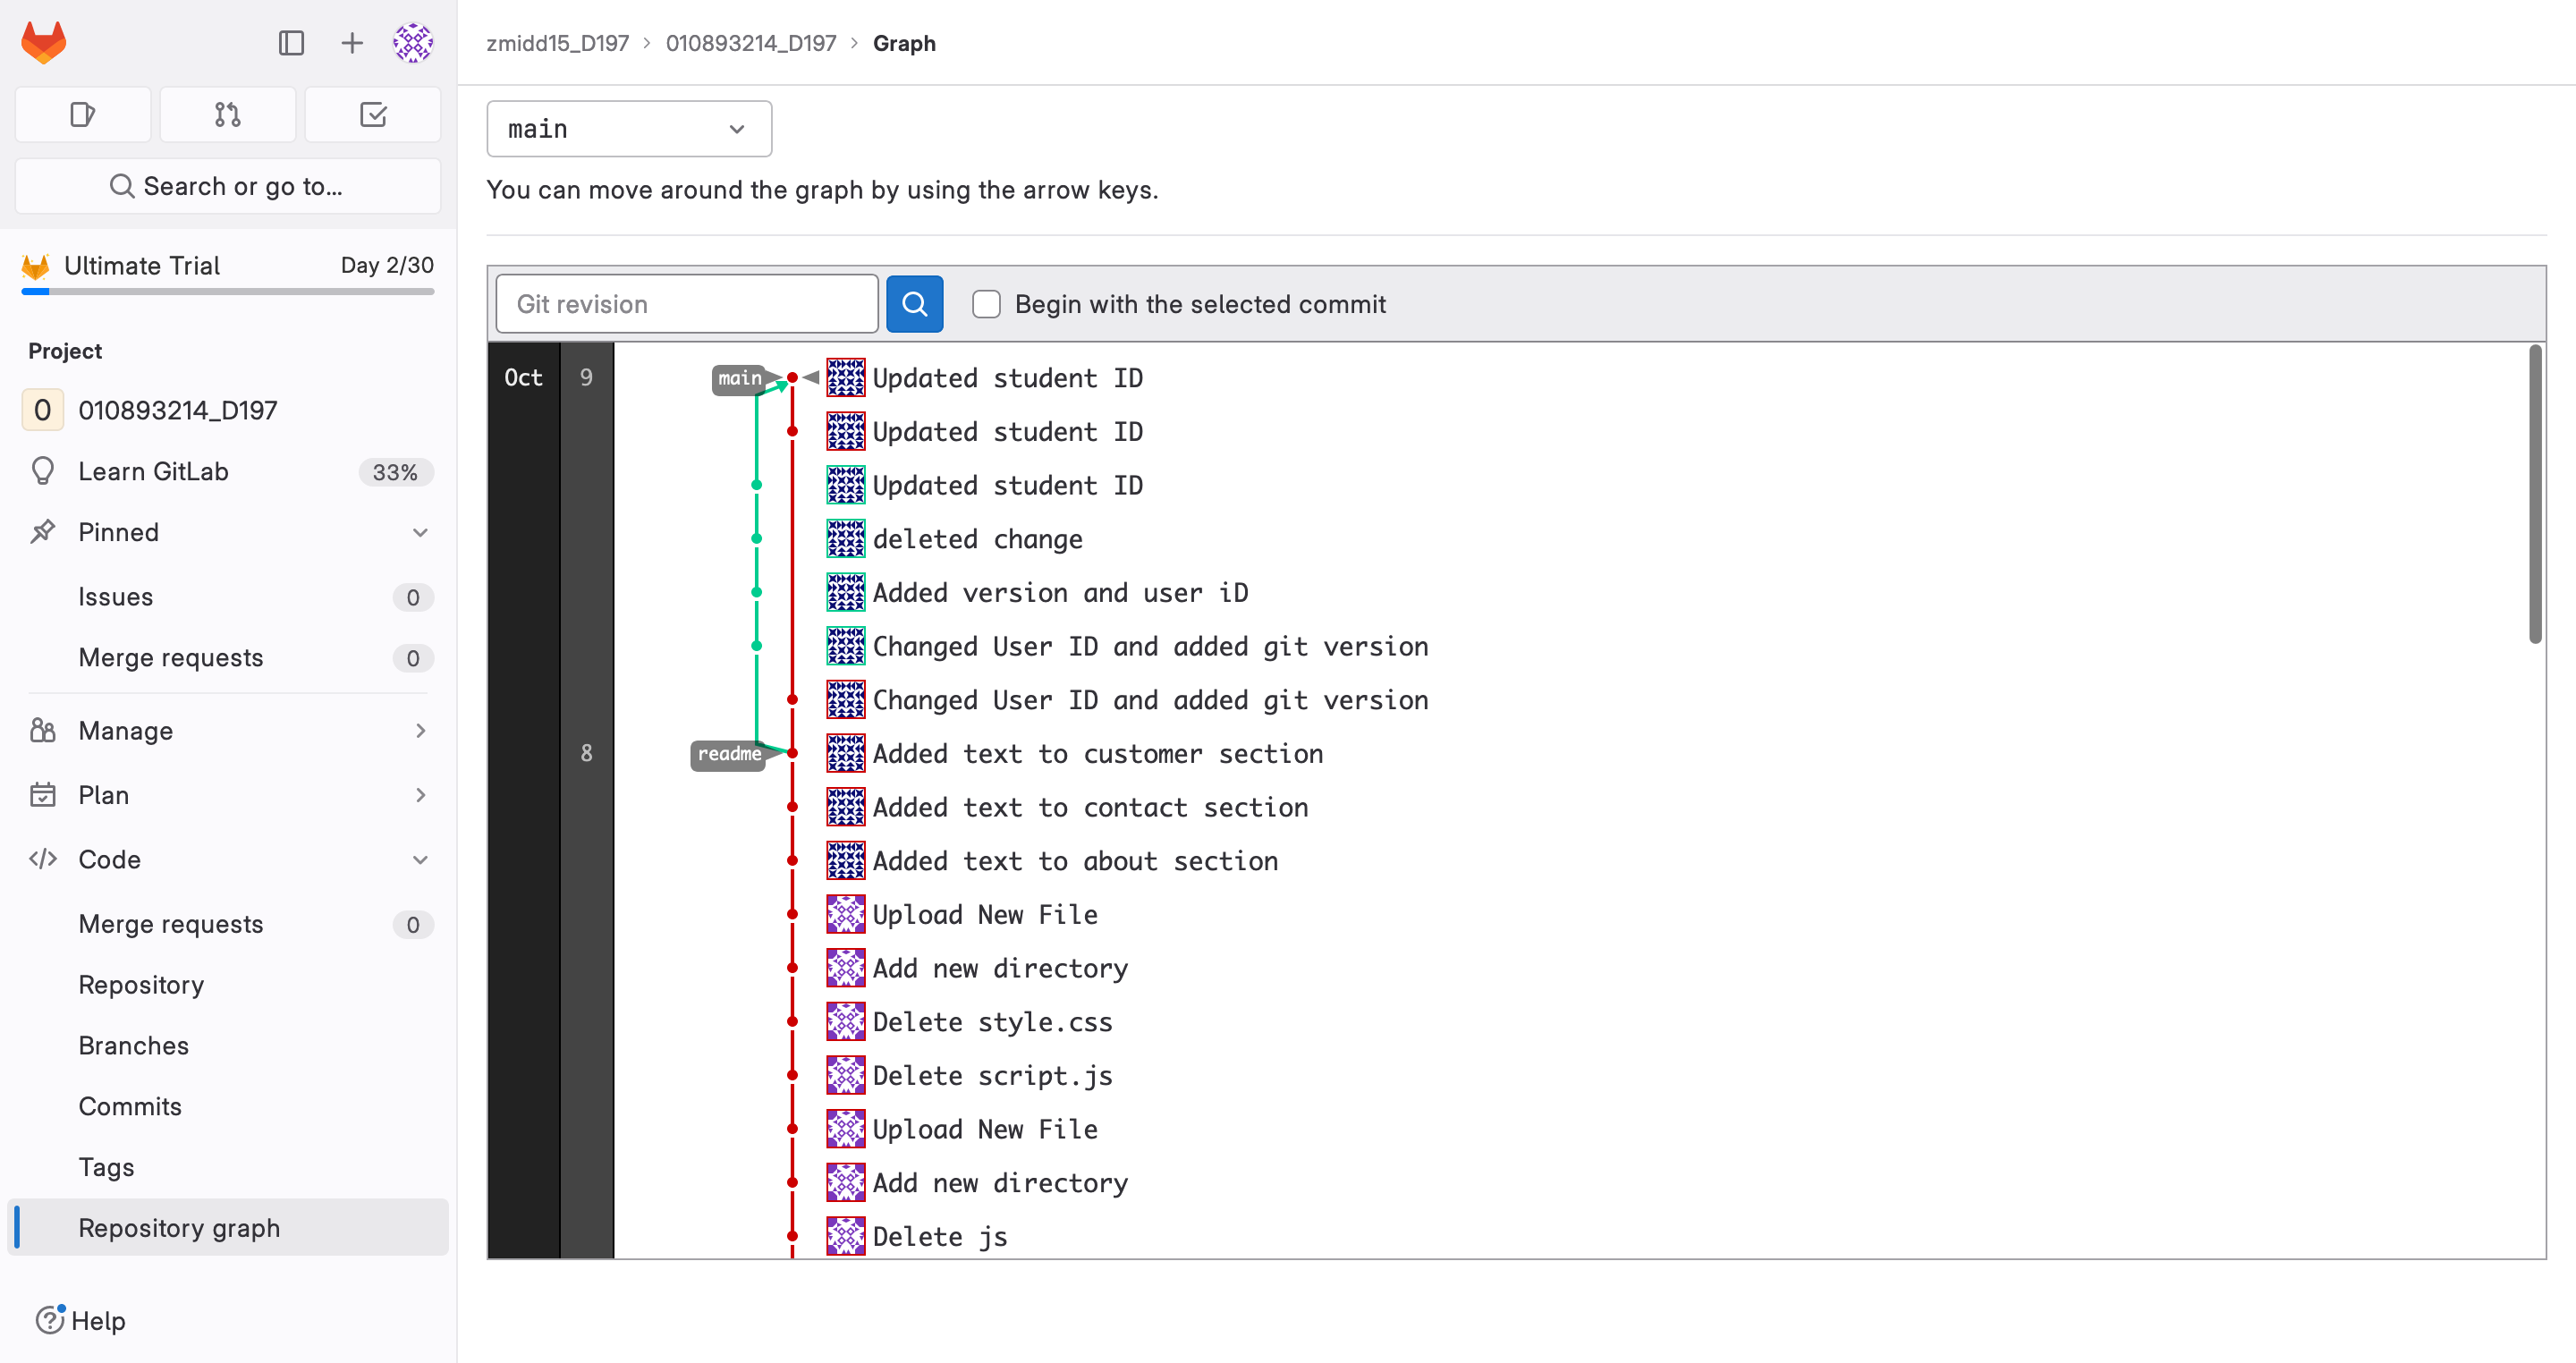 zmidd15_D197 › 010893214_D197 › Graph
main
Search or go to...
You can move around the graph by using the arrow keys.
Ultimate Trial Day 2/30
Git revision Begin with the selected commit
Project
O 010893214_D197
Learn GitLab 33%
Pinned
Issues 0
Merge requests 0
Manage
Plan
Code
Merge requests 0
Repository
Branches
Commits
Tags
Repository graph
Help
Oct 9 main Updated student ID
Updated student ID
Updated student ID
deleted change
Added version and user iD
Changed User ID and added git version
Changed User ID and added git version
8 readme Added text to customer section
Added text to contact section
Added text to about section
Upload New File
Add new directory
Delete style.css
Delete script.js
Upload New File
Add new directory
Delete js